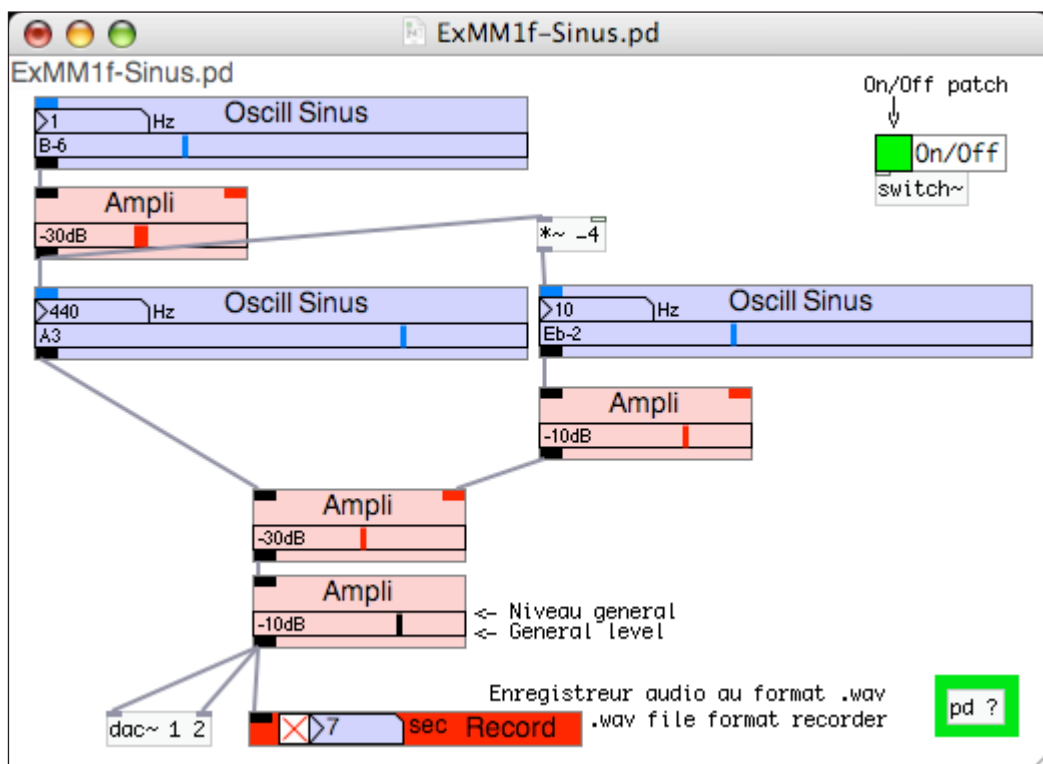 ExMM1f-Sinus.pd
ExMM1f-Sinus.pd
On/Off patch
1 Hz Oscill Sinus
B-6
On/Off
switch~
Ampli
-30dB
*~ -4
440 Hz Oscill Sinus
A3
10 Hz Oscill Sinus
Eb-2
Ampli
-10dB
Ampli
-30dB
Ampli
-10dB
<- Niveau general
<- General level
Enregistreur audio au format .wav
.wav file format recorder
pd ?
dac~ 1 2
7 sec Record